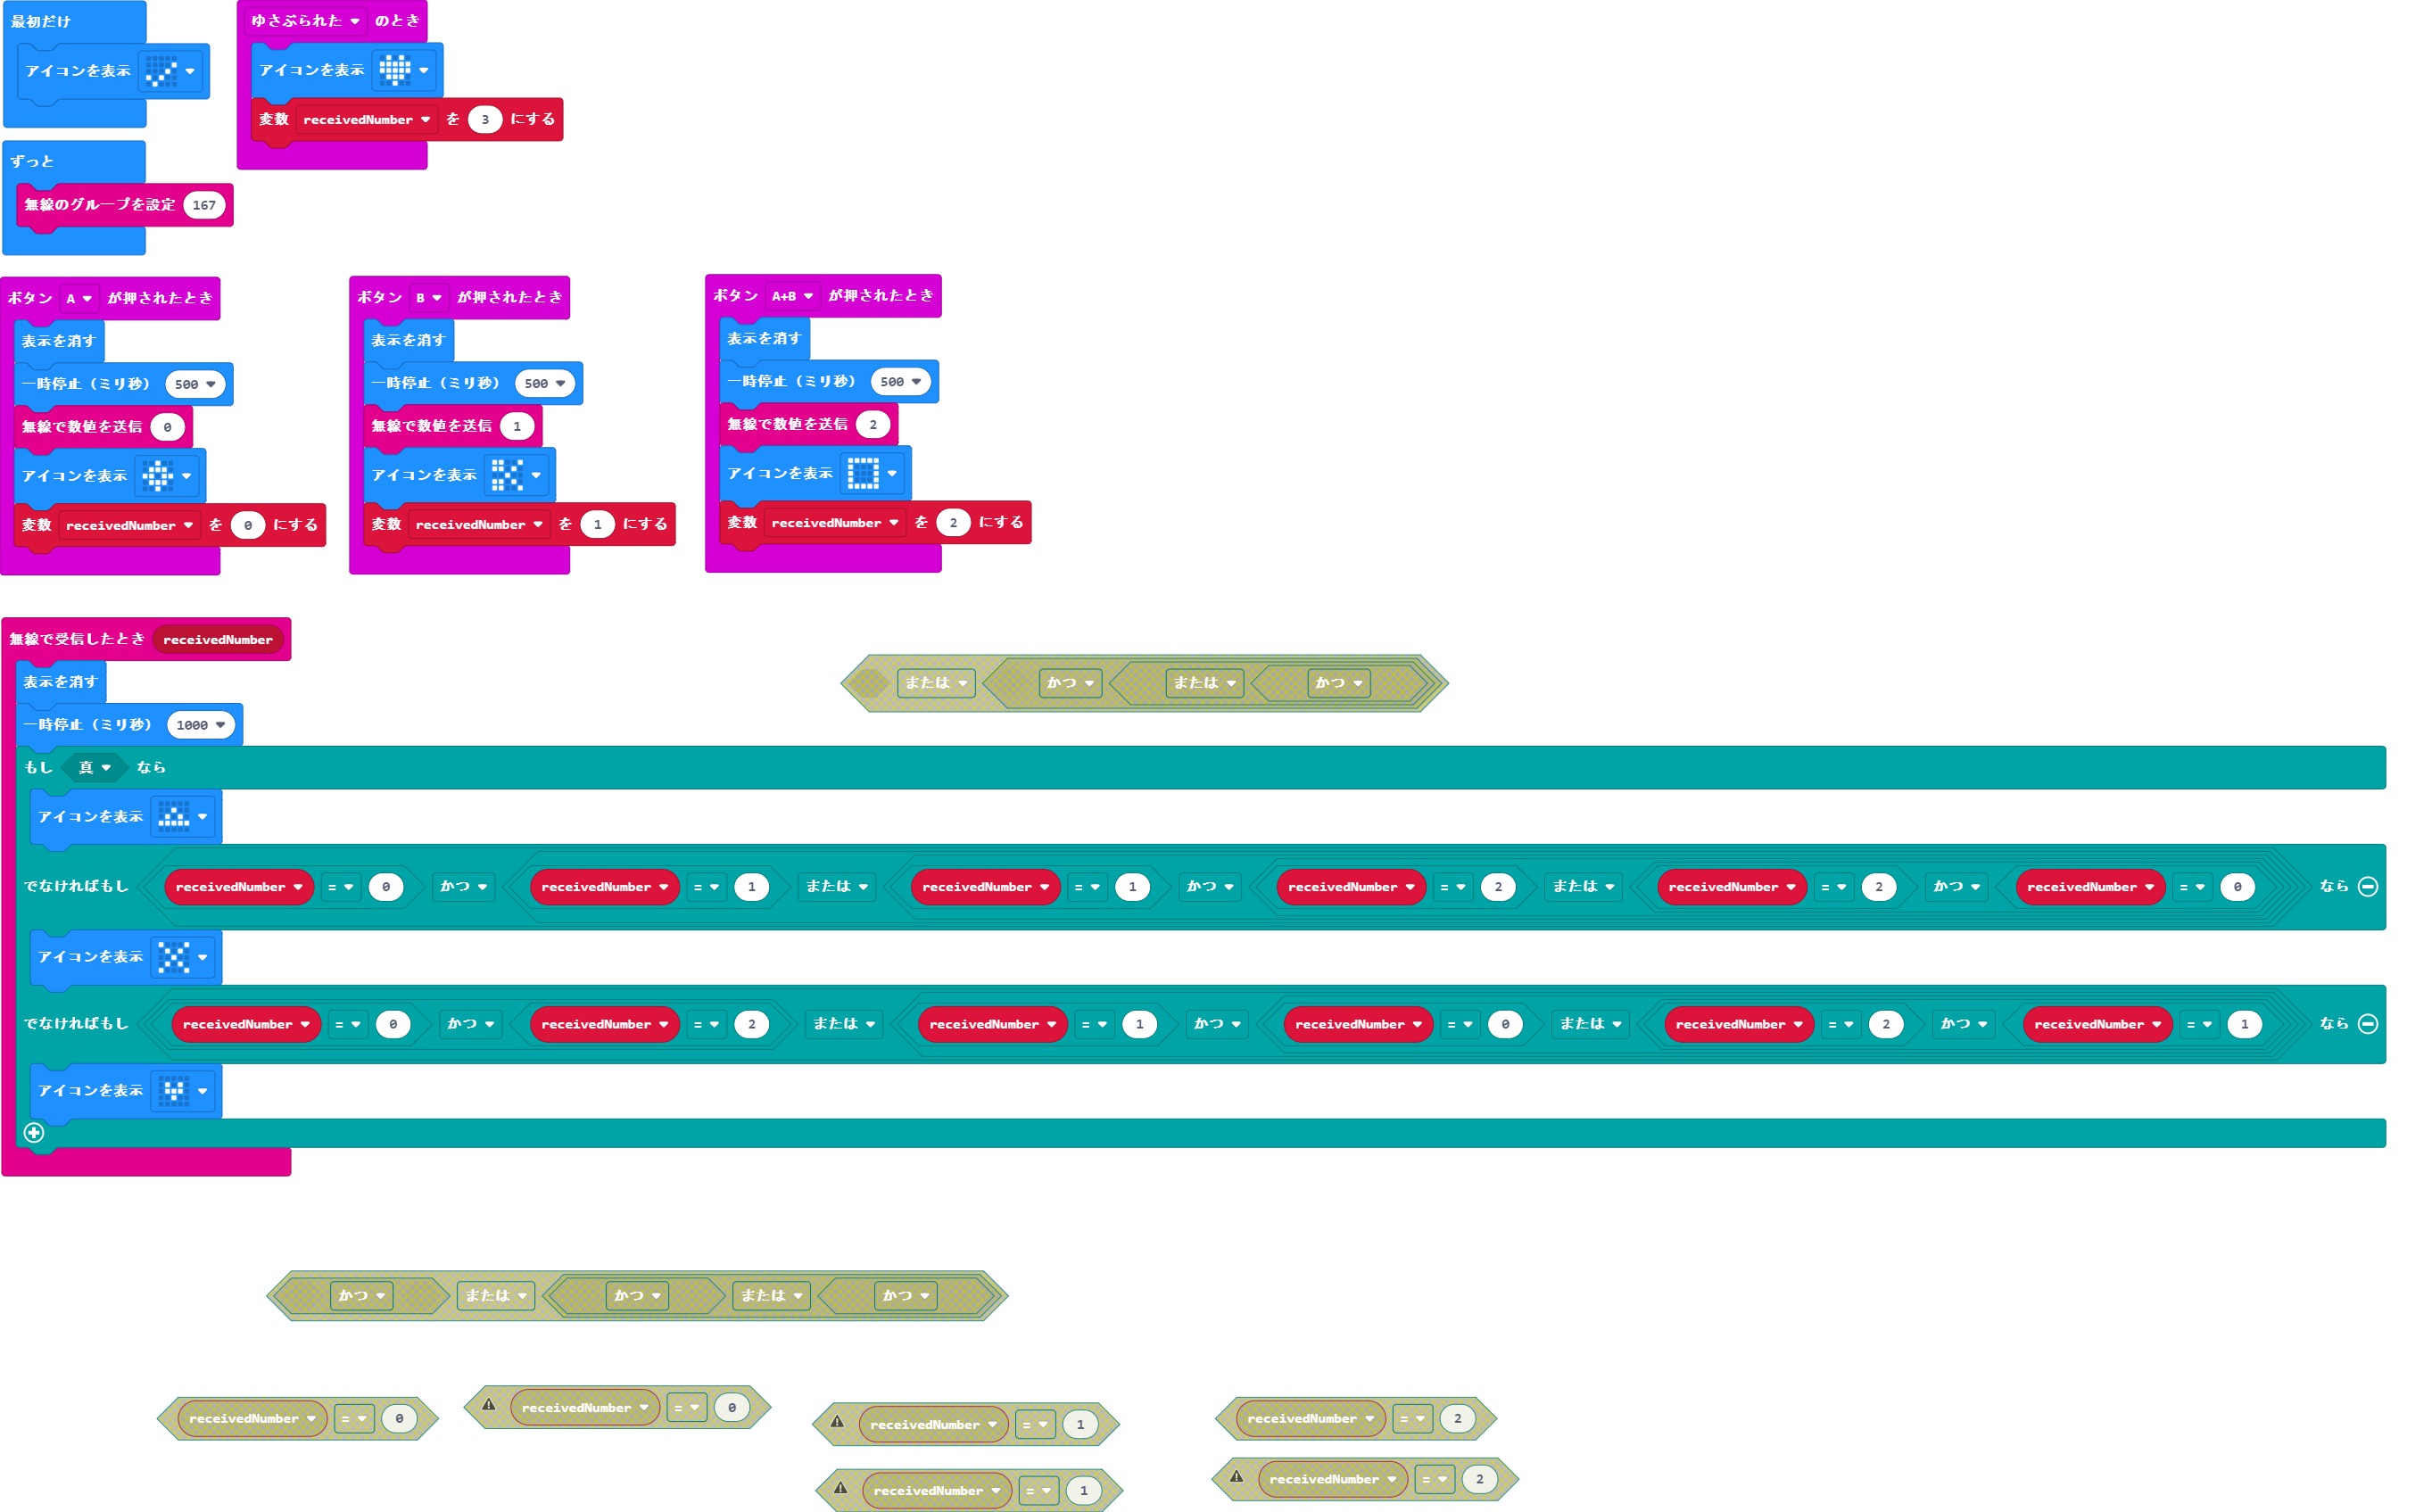 最初だけ
アイコンを表示
ゆさぶられた のとき
アイコンを表示
変数 receivedNumber を 3 にする
ずっと
無線のグループを設定 167
ボタン A が押されたとき
表示を消す
一時停止（ミリ秒） 500
無線で数値を送信 0
アイコンを表示
変数 receivedNumber を 0 にする
ボタン B が押されたとき
表示を消す
一時停止（ミリ秒） 500
無線で数値を送信 1
アイコンを表示
変数 receivedNumber を 1 にする
ボタン A+B が押されたとき
表示を消す
一時停止（ミリ秒） 500
無線で数値を送信 2
アイコンを表示
変数 receivedNumber を 2 にする
無線で受信したとき receivedNumber
表示を消す
一時停止（ミリ秒） 1000
または かつ または かつ
もし 真 なら
アイコンを表示
でなければもし receivedNumber = 0 かつ receivedNumber = 1 または receivedNumber = 1 かつ receivedNumber = 2 または receivedNumber = 2 かつ receivedNumber = 0 なら
アイコンを表示
でなければもし receivedNumber = 0 かつ receivedNumber = 2 または receivedNumber = 1 かつ receivedNumber = 0 または receivedNumber = 2 かつ receivedNumber = 1 なら
アイコンを表示
かつ または かつ または かつ
receivedNumber = 0
receivedNumber = 0
receivedNumber = 1
receivedNumber = 2
receivedNumber = 1
receivedNumber = 2